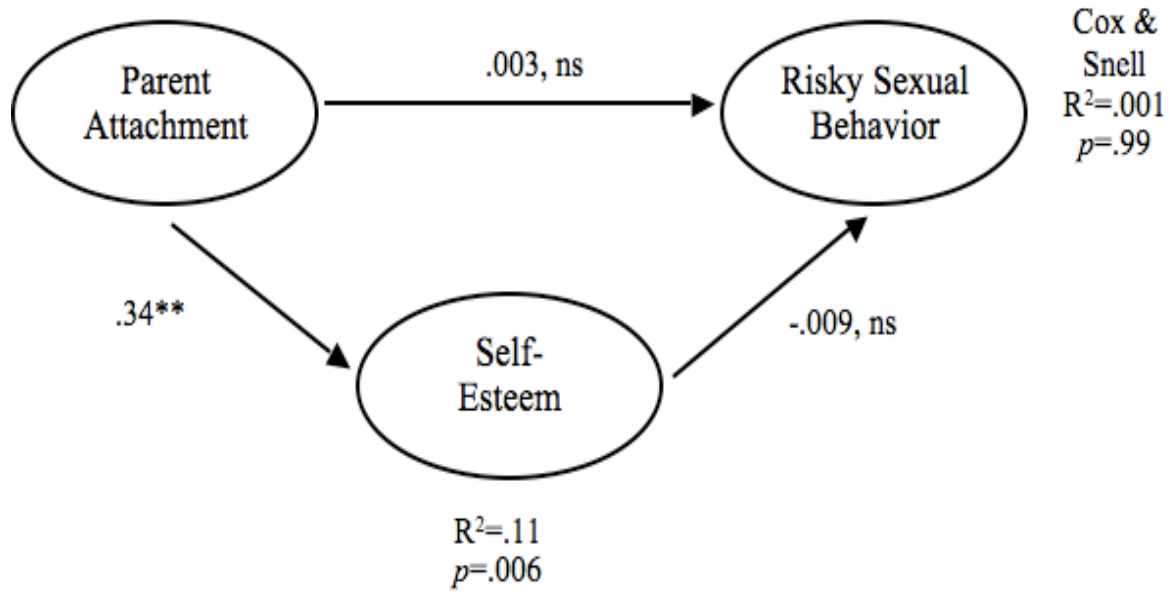 Parent
Attachment
.003, ns
Risky Sexual
Behavior
Cox &
Snell
R²=.001
p=.99
.34**
-.009, ns
Self-
Esteem
R²=.11
p=.006